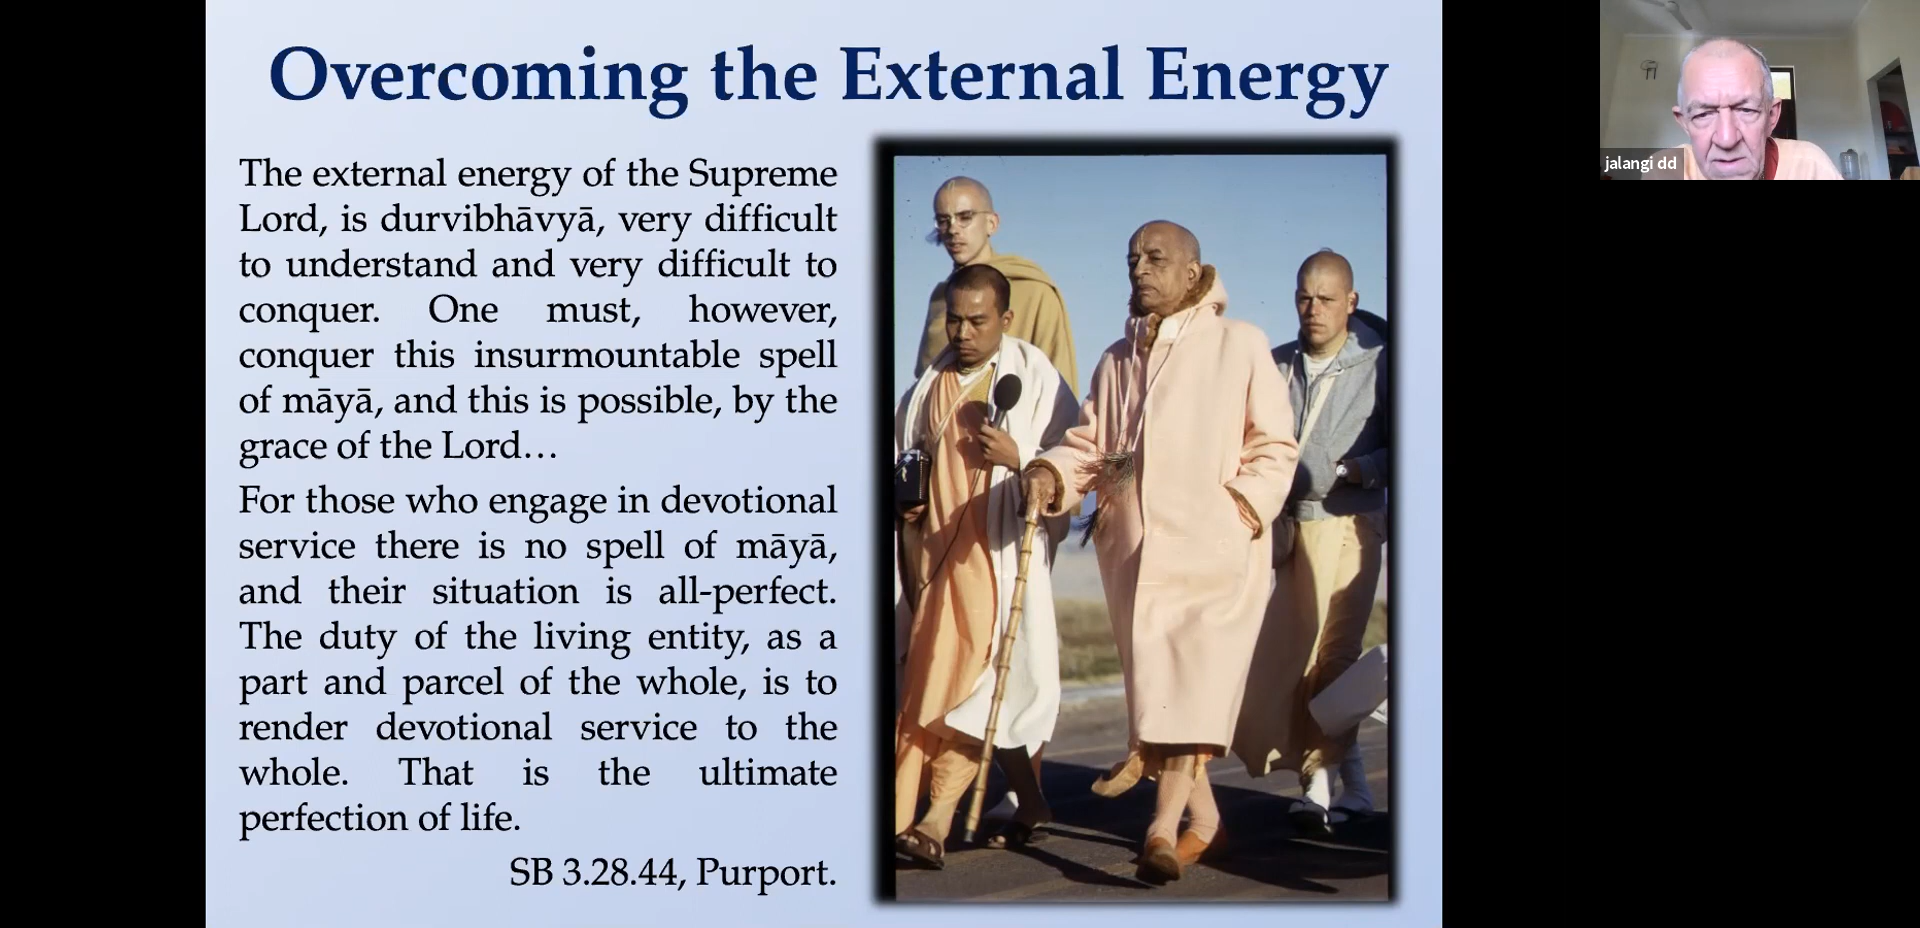 Overcoming the External Energy
The external energy of the Supreme
Lord, is durvibhāvyā, very difficult
to understand and very difficult to
conquer. One must, however,
conquer this insurmountable spell
of māyā, and this is possible, by the
grace of the Lord…
For those who engage in devotional
service there is no spell of māyā,
and their situation is all-perfect.
The duty of the living entity, as a
part and parcel of the whole, is to
render devotional service to the
whole. That is the ultimate
perfection of life.
SB 3.28.44, Purport.
jalangi dd